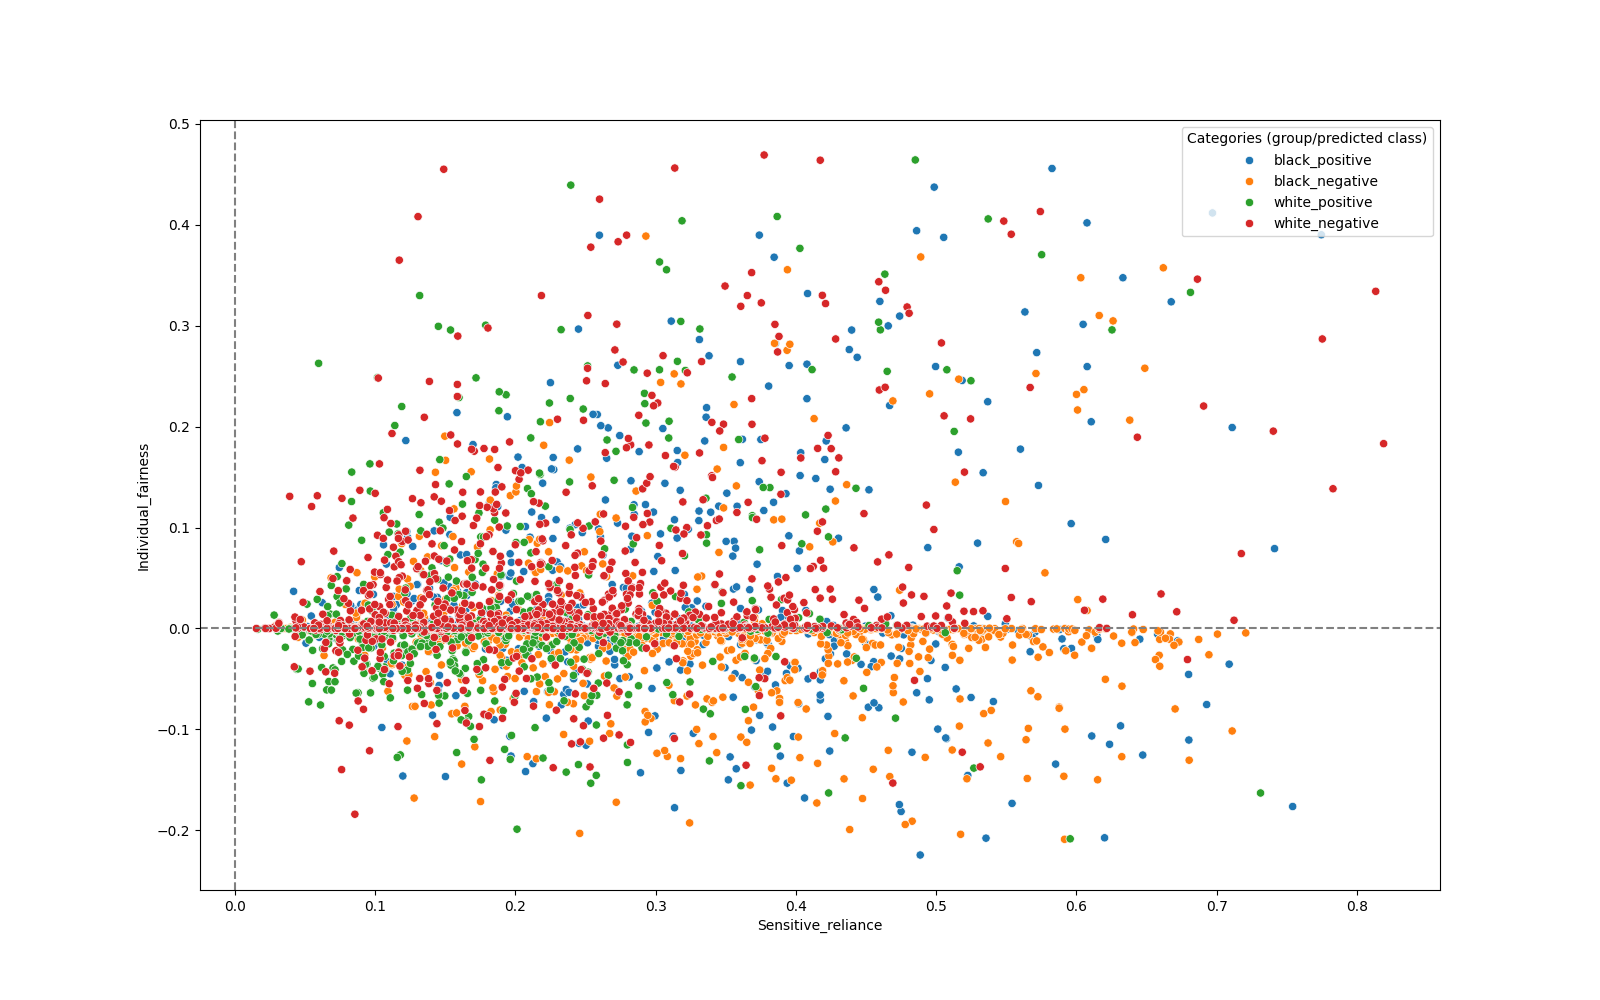 Categories (group/predicted class)
black_positive
black_negative
white_positive
white_negative
0.5
0.4
0.3
0.2
0.1
0.0
−0.1
−0.2
Individual_fairness
0.0 0.1 0.2 0.3 0.4 0.5 0.6 0.7 0.8
Sensitive_reliance